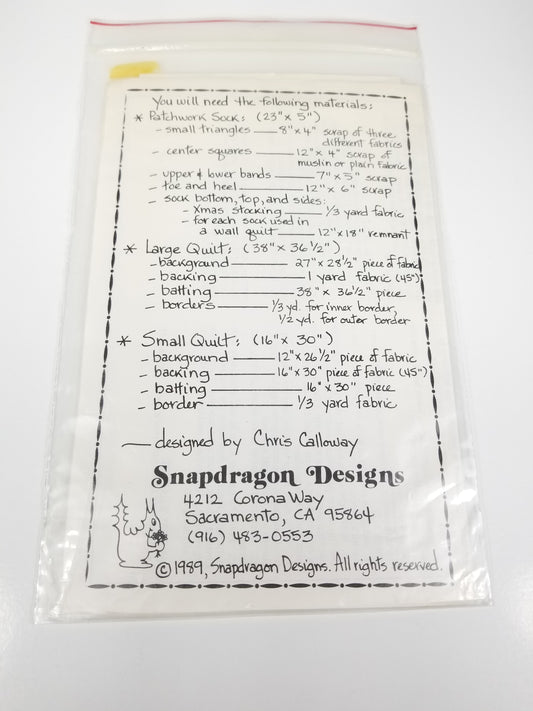 You will need the following materials:
* Patchwork Sock: (23" x 5")
- small triangles — 8" x 4" scrap of three
different fabrics
- center squares — 12" x 4" scrap of
muslin or plain fabric
- upper & lower bands — 7" x 5" scrap
- toe and heel — 12" x 6" scrap
- sock bottom, top, and sides:
- Xmas stocking — 1/3 yard fabric
- for each sock used in
a wall quilt — 12" x 18" remnant
* Large Quilt: (38" x 36 1/2")
- background — 27" x 28 1/2" piece of fabric
- backing — 1 yard fabric (45")
- batting — 38" x 36 1/2" piece
- borders — 1/3 yd. for inner border,
1/2 yd. for outer border
* Small Quilt: (16" x 30")
- background — 12" x 26 1/2" piece of fabric
- backing — 16" x 30" piece of fabric (45")
- batting — 16" x 30" piece
- border — 1/3 yard fabric
— designed by Chris Calloway
Snapdragon Designs
4212 Corona Way
Sacramento, CA 95864
(916) 483-0553
© 1989, Snapdragon Designs. All rights reserved.